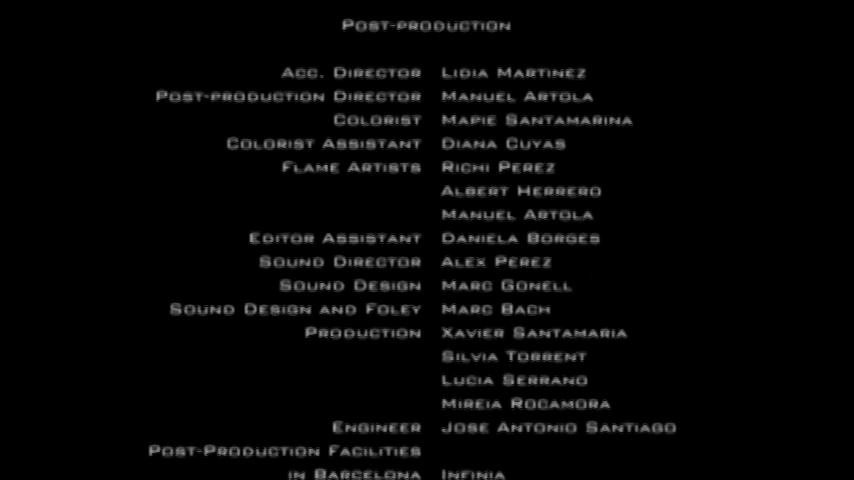 Post-production
Acc. Director Lidia Martinez
Post-production Director Manuel Artola
Colorist Mapie Santamarina
Colorist Assistant Diana Cuyas
Flame Artists Richi Perez
Albert Herrero
Manuel Artola
Editor Assistant Daniela Borges
Sound Director Alex Perez
Sound Design Marc Gonell
Sound Design and Foley Marc Bach
Production Xavier Santamaria
Silvia Torrent
Lucia Serrano
Mireia Rocamora
Engineer Jose Antonio Santiago
Post-Production Facilities
in Barcelona Infinia